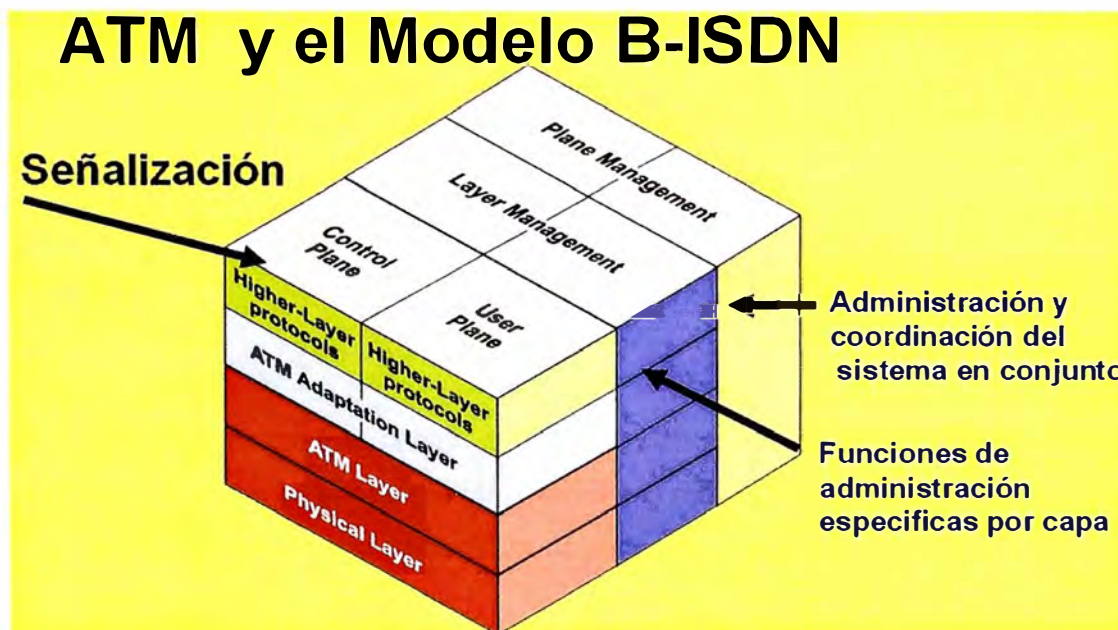 ATM y el Modelo B-ISDN
Señalización
Plane Management
Layer Management
Control
Plane
User
Plane
Higher-Layer
protocols
Higher-Layer
protocols
ATM Adaptation Layer
ATM Layer
Physical Layer
Administración y
coordinación del
sistema en conjunto
Funciones de
administración
especificas por capa